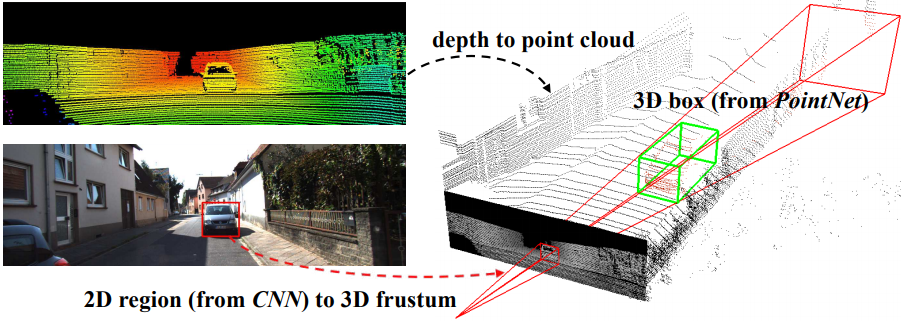 depth to point cloud
3D box (from PointNet)
2D region (from CNN) to 3D frustum